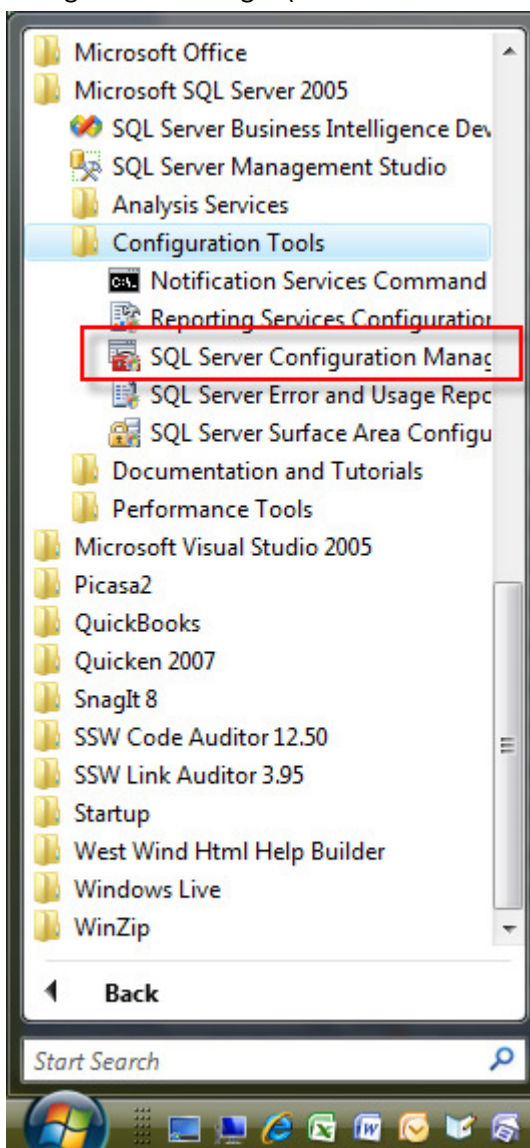 Microsoft Office
Microsoft SQL Server 2005
SQL Server Business Intelligence Dev
SQL Server Management Studio
Analysis Services
Configuration Tools
Notification Services Command
Reporting Services Configuration
SQL Server Configuration Manag
SQL Server Error and Usage Repo
SQL Server Surface Area Configu
Documentation and Tutorials
Performance Tools
Microsoft Visual Studio 2005
Picasa2
QuickBooks
Quicken 2007
SnagIt 8
SSW Code Auditor 12.50
SSW Link Auditor 3.95
Startup
West Wind Html Help Builder
Windows Live
WinZip
Back
Start Search